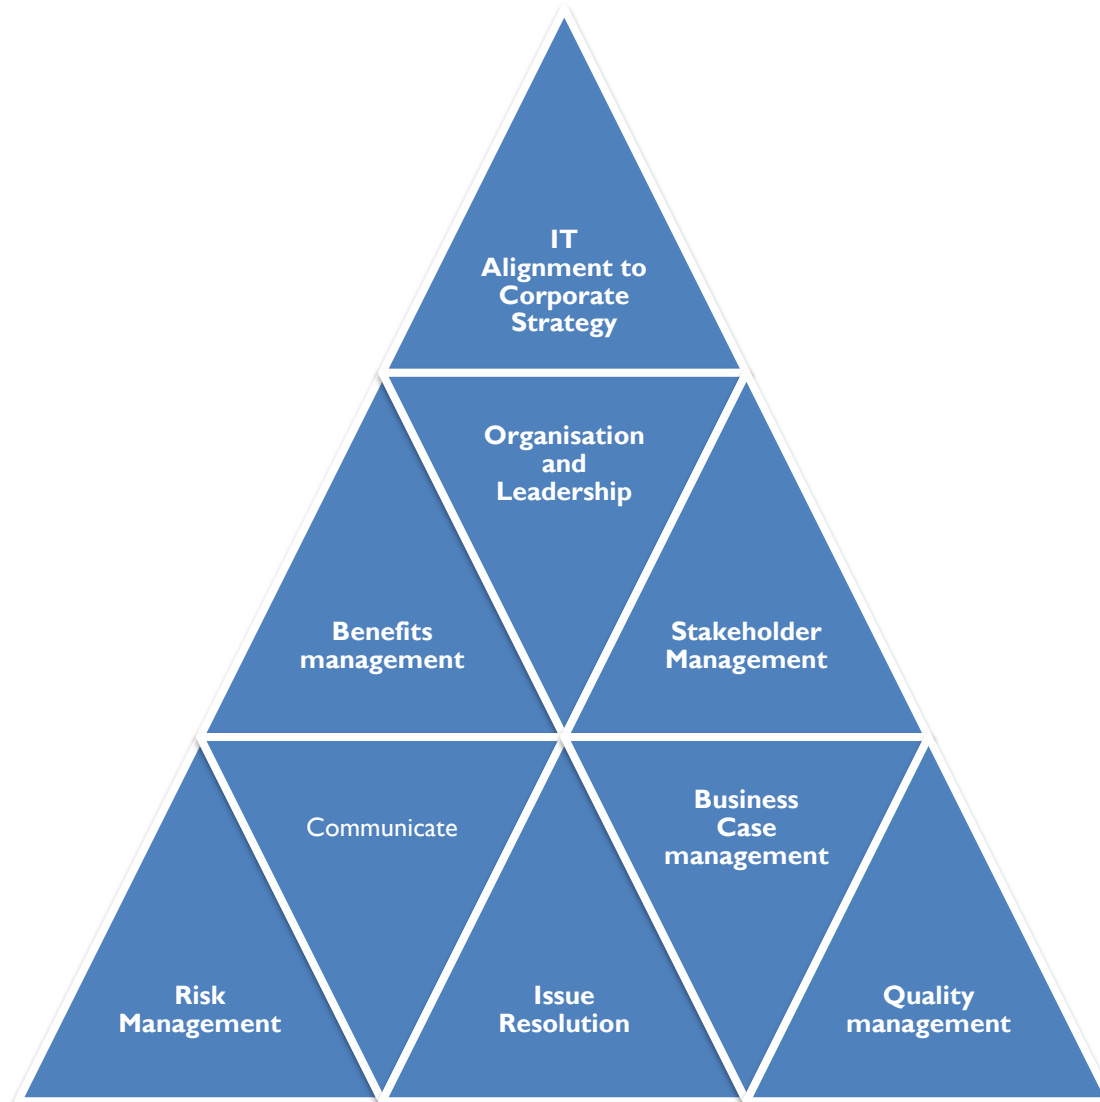 IT
Alignment to
Corporate
Strategy
Organisation
and
Leadership
Benefits
management
Stakeholder
Management
Communicate
Business
Case
management
Risk
Management
Issue
Resolution
Quality
management